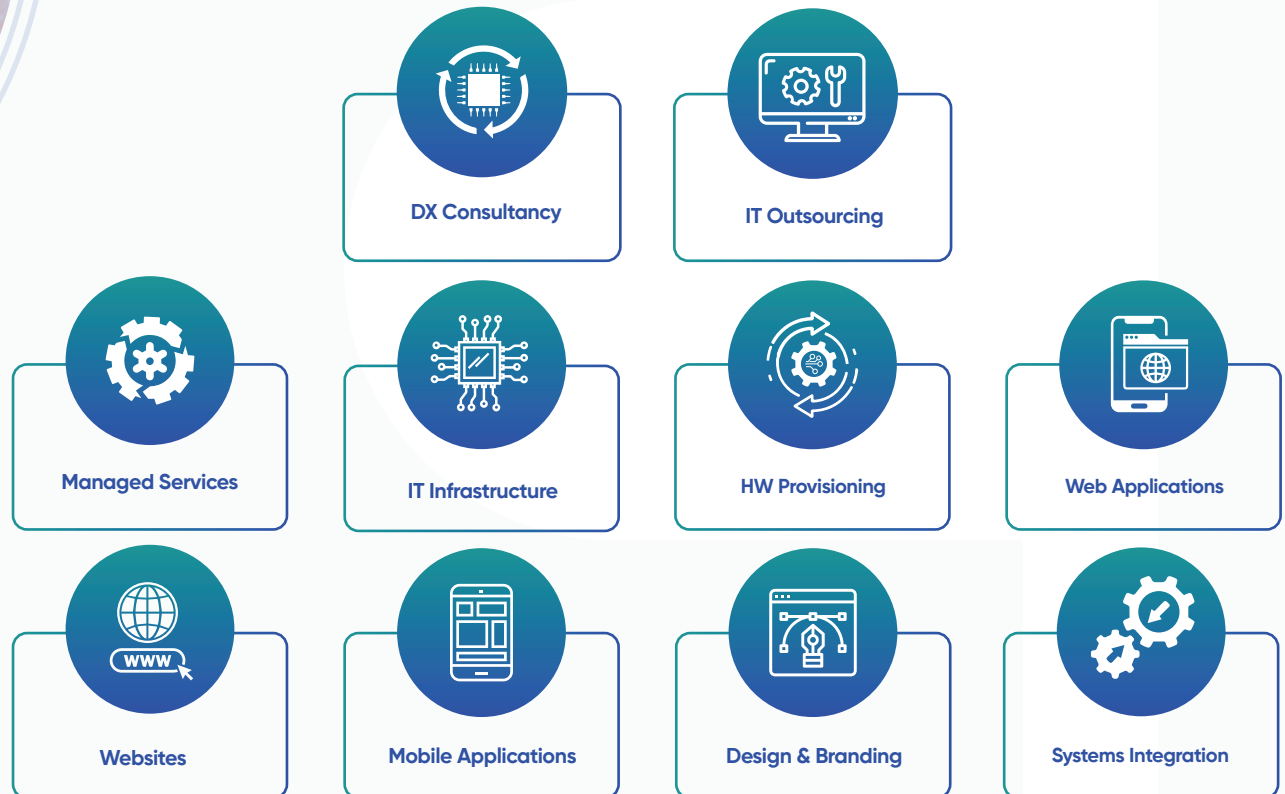 DX Consultancy
IT Outsourcing
Managed Services
IT Infrastructure
HW Provisioning
Web Applications
WWW
Websites
Mobile Applications
Design & Branding
Systems Integration